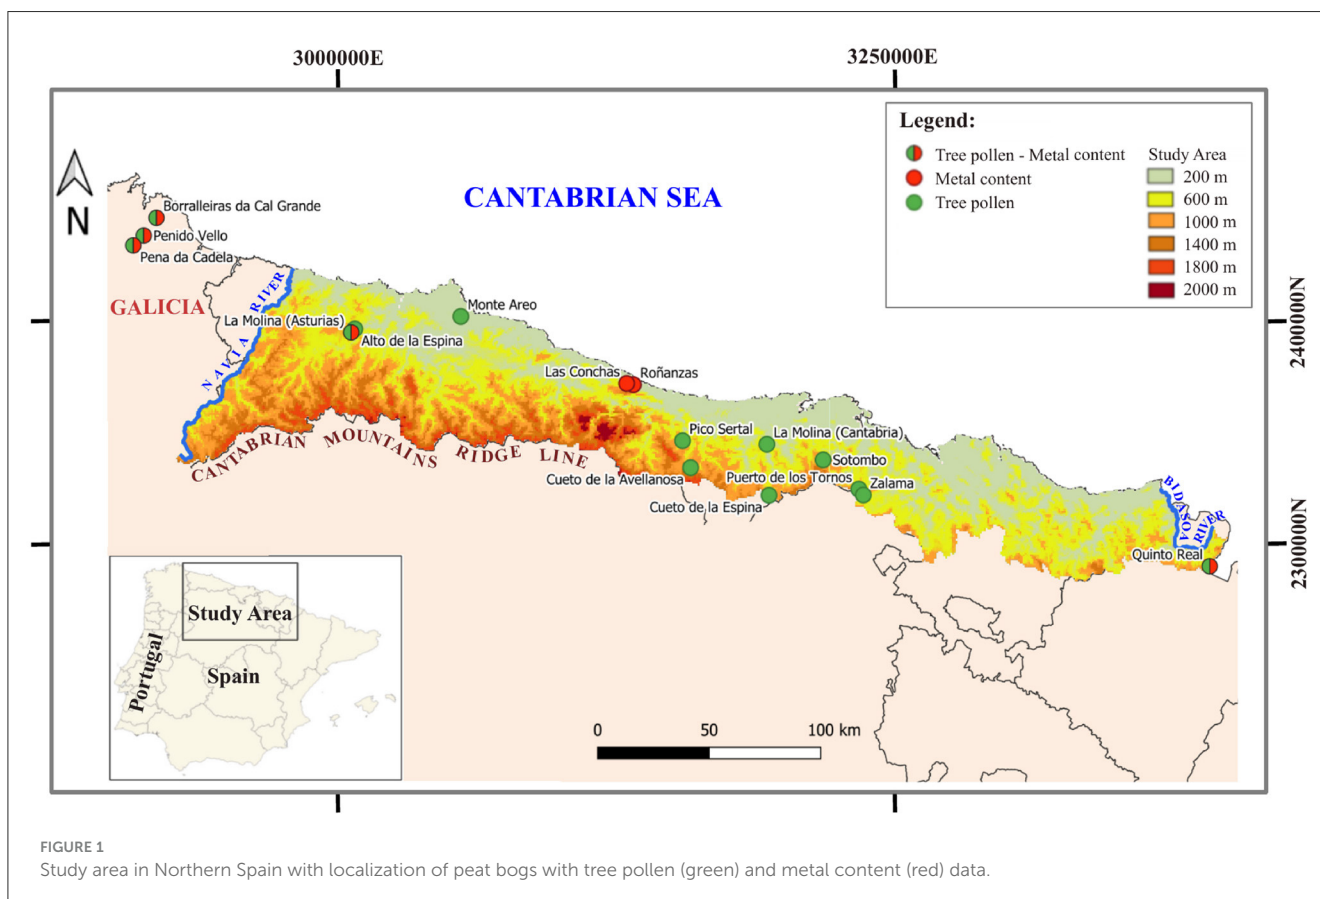 3000000E
3250000E
Legend:
Tree pollen - Metal content
Metal content
Tree pollen
Study Area
200 m
600 m
1000 m
1400 m
1800 m
2000 m
N
CANTABRIAN SEA
Borralleiras da Cal Grande
Penido Vello
Pena da Cadela
GALICIA
NAVIA RIVER
La Molina (Asturias)
Alto de la Espina
Monte Areo
Las Conchas
Roñanzas
2400000N
CANTABRIAN MOUNTAINS RIDGE LINE
Pico Sertal
La Molina (Cantabria)
Sotombo
Cueto de la Avellanosa
Puerto de los Tornos
Zalama
Cueto de la Espina
BIDASOA RIVER
Quinto Real
2300000N
Study Area
Portugal
Spain
0 50 100 km
FIGURE 1
Study area in Northern Spain with localization of peat bogs with tree pollen (green) and metal content (red) data.